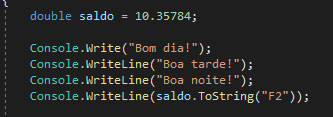 {
double saldo = 10.35784;
Console.Write("Bom dia!");
Console.WriteLine("Boa tarde!");
Console.WriteLine("Boa noite!");
Console.WriteLine(saldo.ToString("F2"));